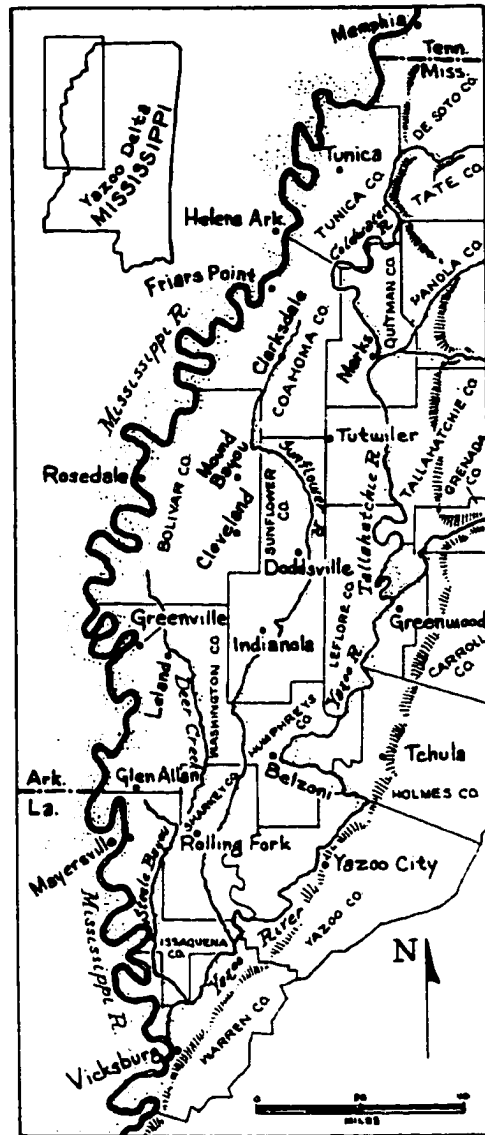 Memphis
Tenn.
Miss.
DE SOTO CO.
Yazoo Delta
MISSISSIPPI
Tunica
TUNICA CO.
TATE CO.
Helena Ark.
Coldwater R.
Friars Point
PANOLA CO.
QUITMAN CO.
Clarksdale
COAHOMA CO.
Marks
Mississippi R.
Tutwiler
TALLAHATCHIE CO.
GRENADA CO.
Rosedale
BOLIVAR CO.
Mound
Bayou
Sunflower R.
SUNFLOWER CO.
Cleveland
Tallahatchie R.
Doddsville
LEFLORE CO.
Greenville
Greenwood
Indianola
CARROLL CO.
Leland
WASHINGTON CO.
Deer Creek
Yazoo R.
HUMPHREYS CO.
Tchula
Belzoni
Ark.
La.
Glen Allan
HOLMES CO.
SHARKEY CO.
Rolling Fork
Mayersville
Steele Bayou
Yazoo City
Mississippi R.
ISSAQUENA CO.
Yazoo River
YAZOO CO.
N
WARREN CO.
Vicksburg
0 20 40
MILES